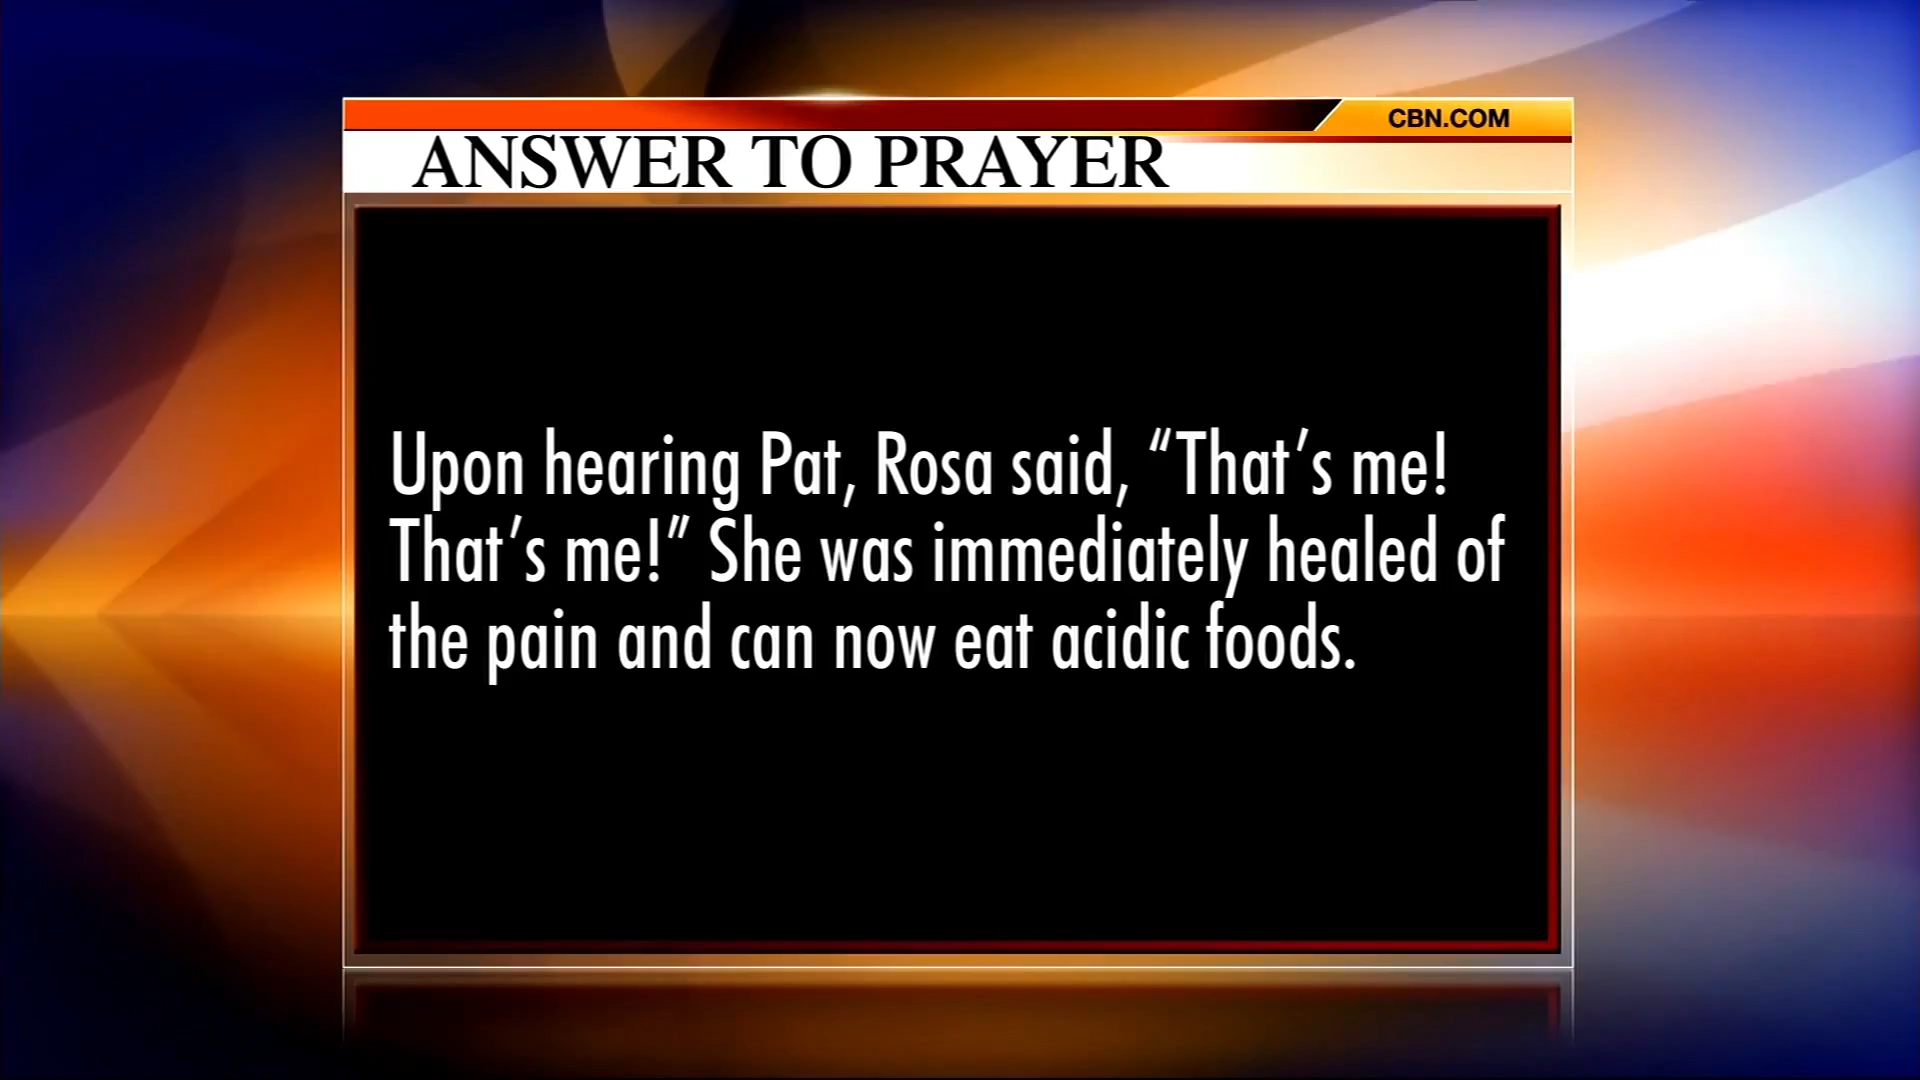 CBN.COM
ANSWER TO PRAYER
Upon hearing Pat, Rosa said, “That’s me!
That’s me!” She was immediately healed of
the pain and can now eat acidic foods.